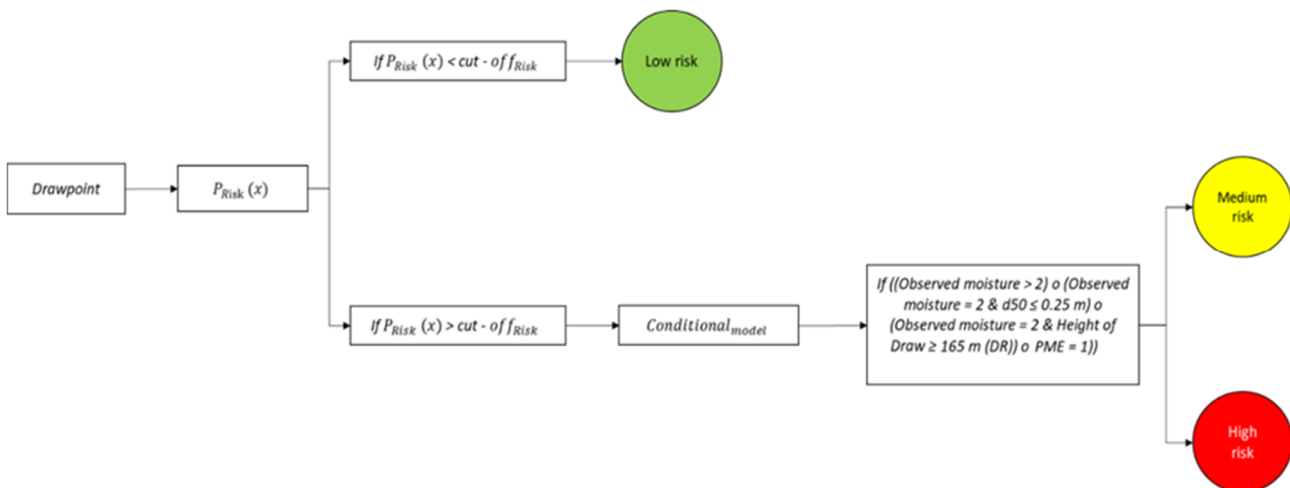 If P_Risk (x) < cut - off_Risk
Low risk
Drawpoint
P_Risk (x)
Medium
risk
If ((Observed moisture > 2) o (Observed
moisture = 2 & d50 ≤ 0.25 m) o
(Observed moisture = 2 & Height of
Draw ≥ 165 m (DR)) o PME = 1))
If P_Risk (x) > cut - off_Risk
Conditional_model
High
risk